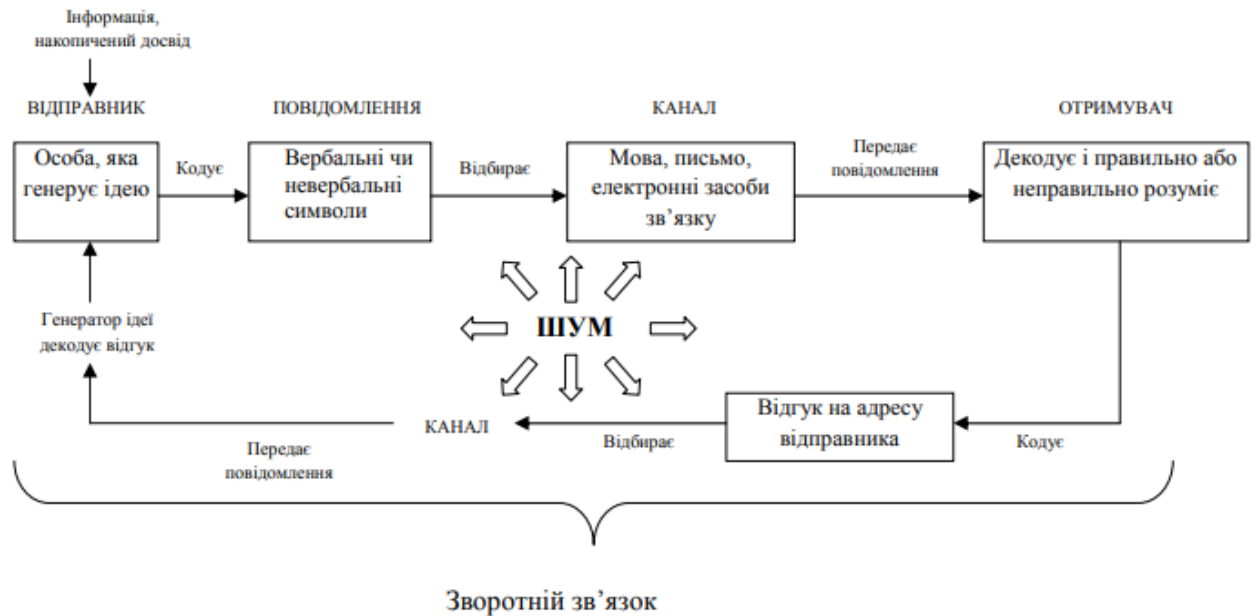 Інформація,
накопичений досвід
ВІДПРАВНИК
ПОВІДОМЛЕННЯ
КАНАЛ
ОТРИМУВАЧ
Особа, яка
генерує ідею
Кодує
Вербальні чи
невербальні
символи
Відбирає
Мова, письмо,
електронні засоби
зв’язку
Передає
повідомлення
Декодує і правильно або
неправильно розуміє
Генератор ідеї
декодує відгук
ШУМ
Відгук на адресу
відправника
Кодує
Відбирає
КАНАЛ
Передає
повідомлення
Зворотній зв’язок